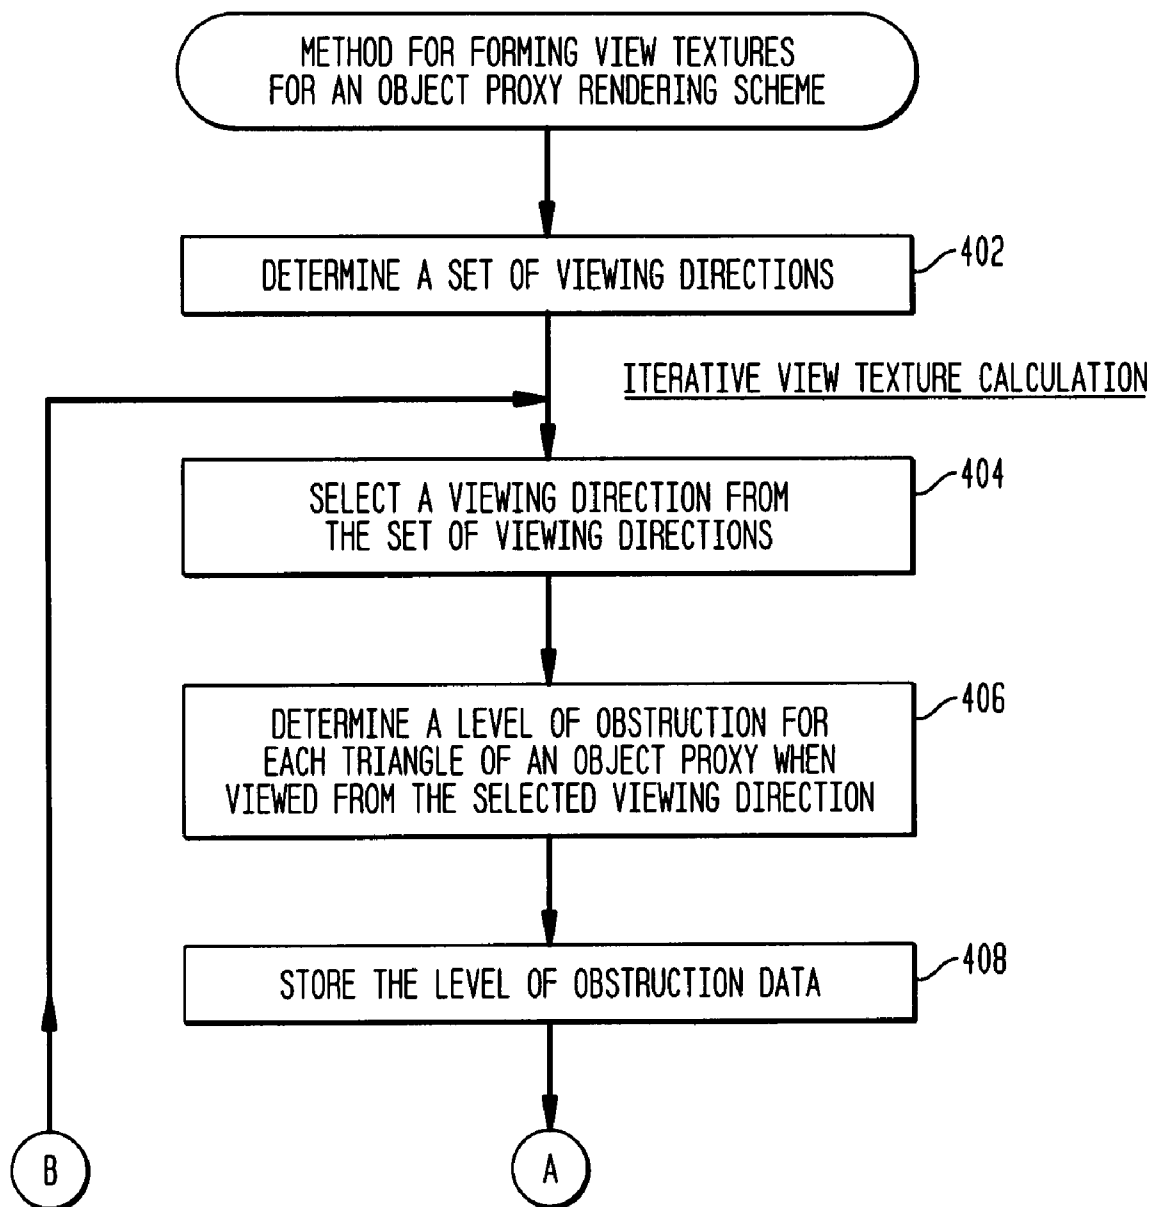 METHOD FOR FORMING VIEW TEXTURES
FOR AN OBJECT PROXY RENDERING SCHEME
DETERMINE A SET OF VIEWING DIRECTIONS
402
ITERATIVE VIEW TEXTURE CALCULATION
SELECT A VIEWING DIRECTION FROM
THE SET OF VIEWING DIRECTIONS
404
DETERMINE A LEVEL OF OBSTRUCTION FOR
EACH TRIANGLE OF AN OBJECT PROXY WHEN
VIEWED FROM THE SELECTED VIEWING DIRECTION
406
STORE THE LEVEL OF OBSTRUCTION DATA
408
B
A